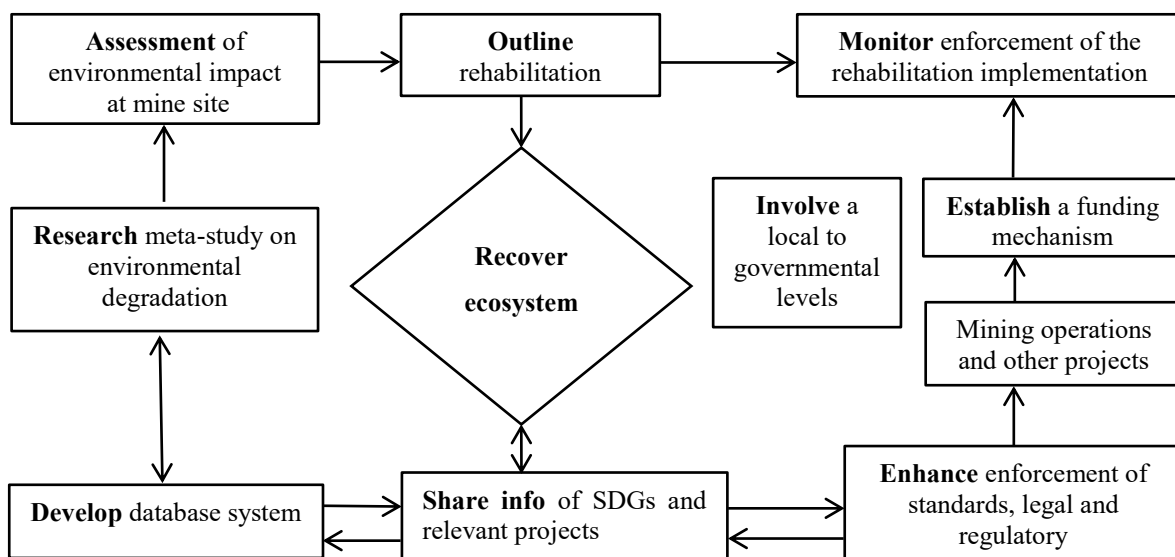 Assessment of
environmental impact
at mine site
Outline
rehabilitation
Monitor enforcement of the
rehabilitation implementation
Research meta-study on
environmental
degradation
Recover
ecosystem
Involve a
local to
governmental
levels
Establish a funding
mechanism
Mining operations
and other projects
Develop database system
Share info of SDGs and
relevant projects
Enhance enforcement of
standards, legal and
regulatory